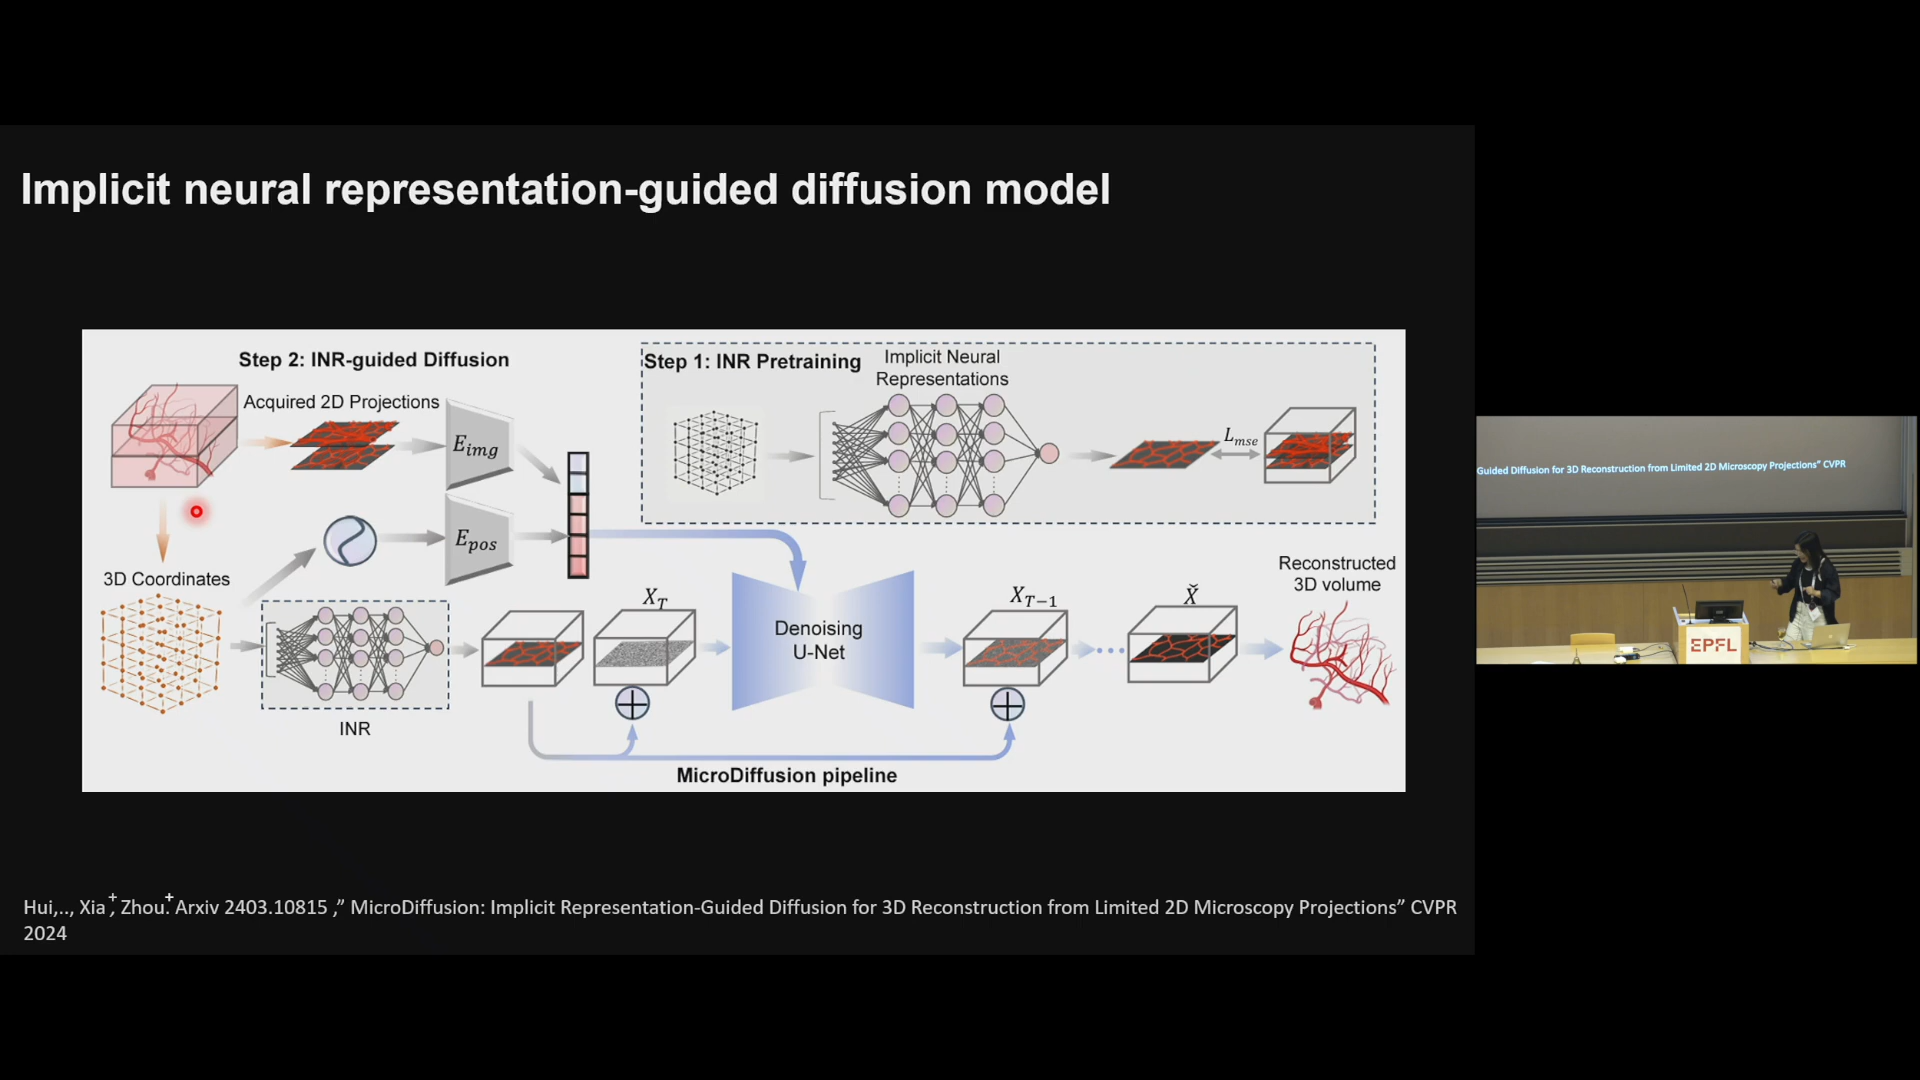 Implicit neural representation-guided diffusion model
Step 2: INR-guided Diffusion
Acquired 2D Projections
E_img
E_pos
3D Coordinates
INR
Step 1: INR Pretraining
Implicit Neural
Representations
L_mse
X_T
Denoising
U-Net
X_{T−1}
X̌
Reconstructed
3D volume
MicroDiffusion pipeline
Hui,.., Xia⁺, Zhou.⁺ Arxiv 2403.10815 ,” MicroDiffusion: Implicit Representation-Guided Diffusion for 3D Reconstruction from Limited 2D Microscopy Projections” CVPR
2024
Guided Diffusion for 3D Reconstruction from Limited 2D Microscopy Projections” CVPR
EPFL